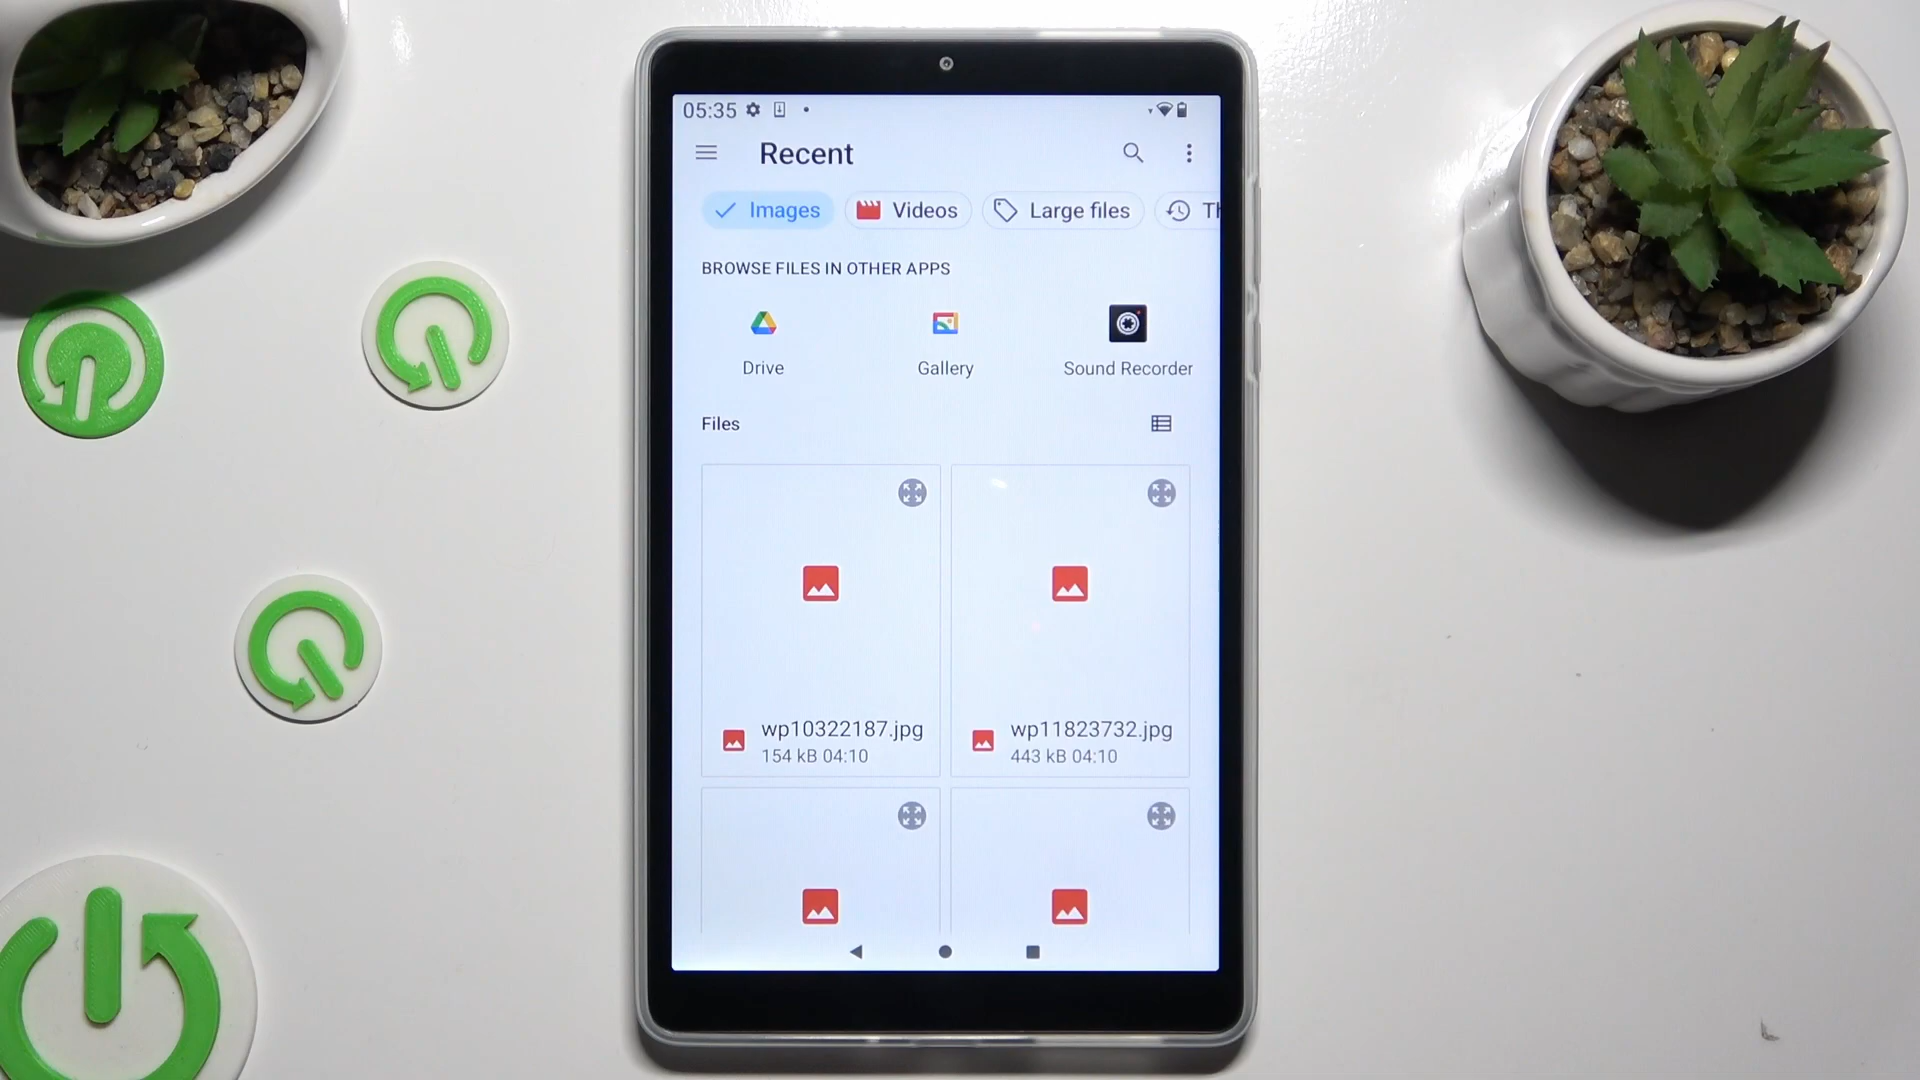 05:35
Recent
Images
Videos
Large files
BROWSE FILES IN OTHER APPS
Drive
Gallery
Sound Recorder
Files
wp10322187.jpg
154 kB 04:10
wp11823732.jpg
443 kB 04:10